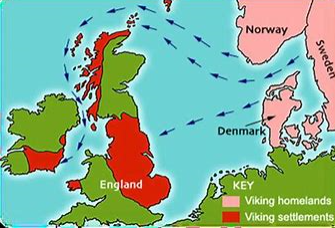 Norway
Sweden
Denmark
England
KEY
Viking homelands
Viking settlements